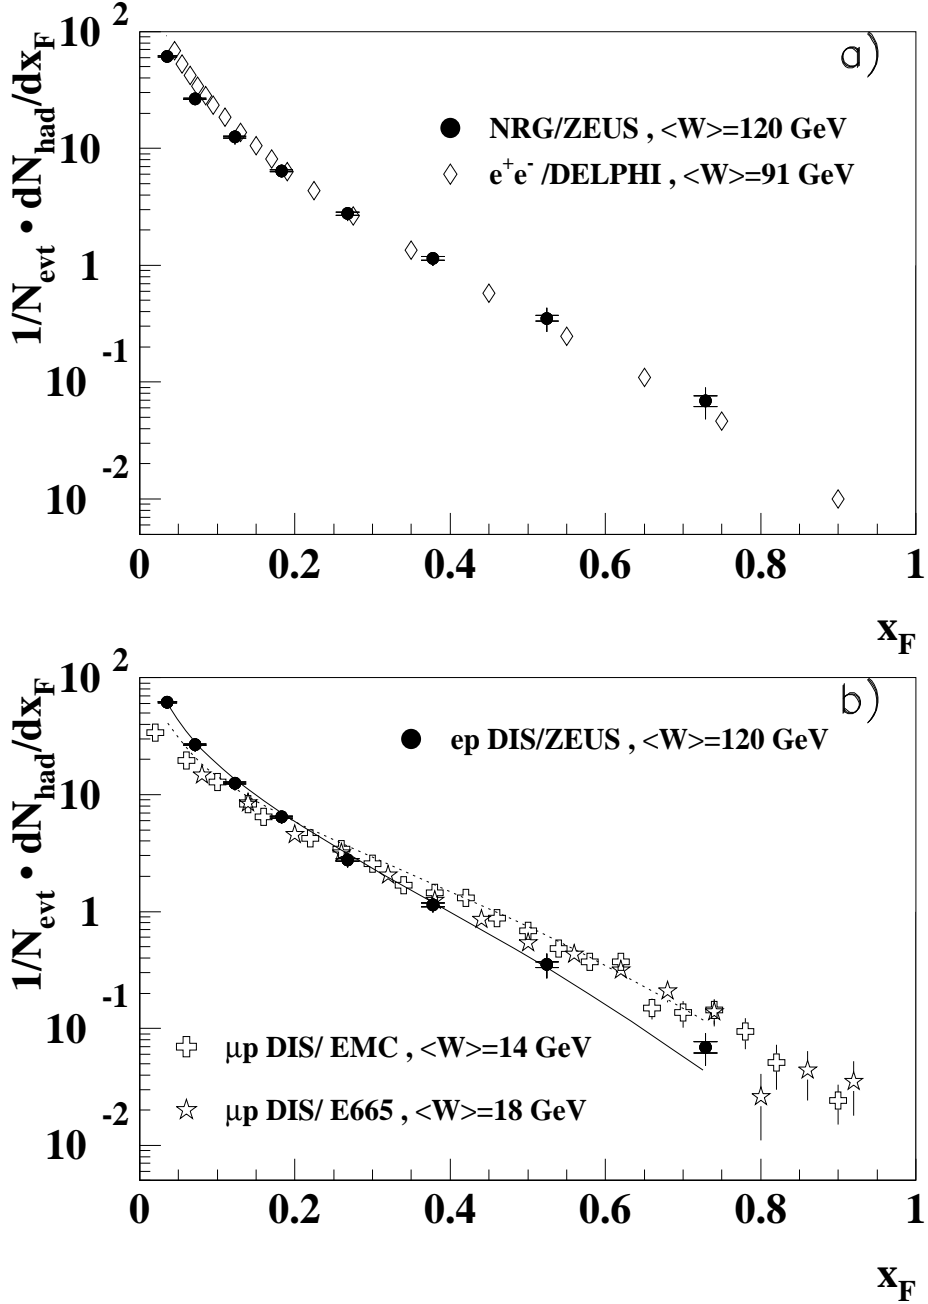 10^2
a)
NRG/ZEUS , <W>=120 GeV
e^+e^- /DELPHI , <W>=91 GeV
10
1
10^-1
10^-2
1/N_evt • dN_had/dx_F
0 0.2 0.4 0.6 0.8 1
x_F
10^2
b)
ep DIS/ZEUS , <W>=120 GeV
10
1
10^-1
μp DIS/ EMC , <W>=14 GeV
μp DIS/ E665 , <W>=18 GeV
10^-2
1/N_evt • dN_had/dx_F
0 0.2 0.4 0.6 0.8 1
x_F